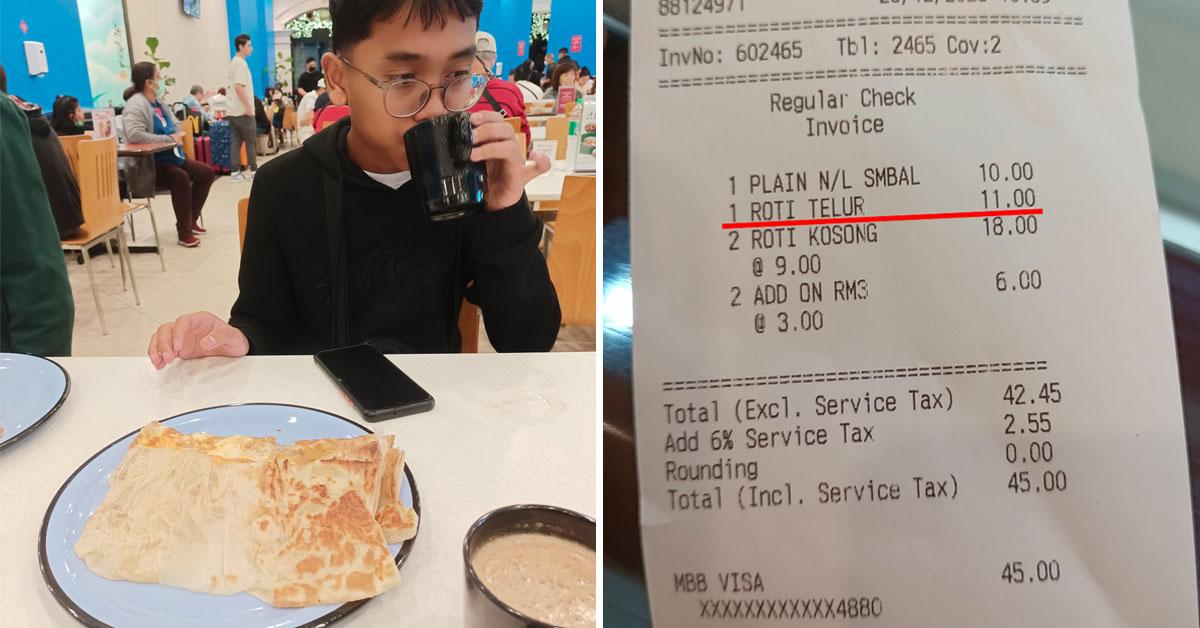 88124971
InvNo: 602465 Tbl: 2465 Cov:2
Regular Check
Invoice
1 PLAIN N/L SMBAL 10.00
1 ROTI TELUR 11.00
2 ROTI KOSONG 18.00
@ 9.00
2 ADD ON RM3 6.00
@ 3.00
Total (Excl. Service Tax) 42.45
Add 6% Service Tax 2.55
Rounding 0.00
Total (Incl. Service Tax) 45.00
MBB VISA 45.00
XXXXXXXXXXXX4880